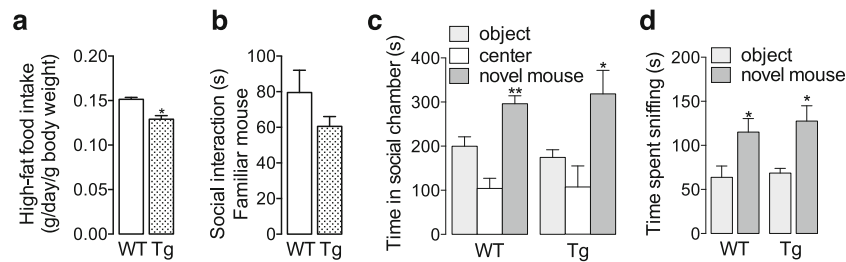 a
High-fat food intake
(g/day/g body weight)
0.20
0.15
0.10
0.05
0.00
*
WT Tg
b
Social interaction (s)
Familiar mouse
100
80
60
40
20
0
WT Tg
c
Time in social chamber (s)
object
center
novel mouse
400
300
200
100
0
**
*
WT Tg
d
Time spent sniffing (s)
object
novel mouse
200
150
100
50
0
*
*
WT Tg